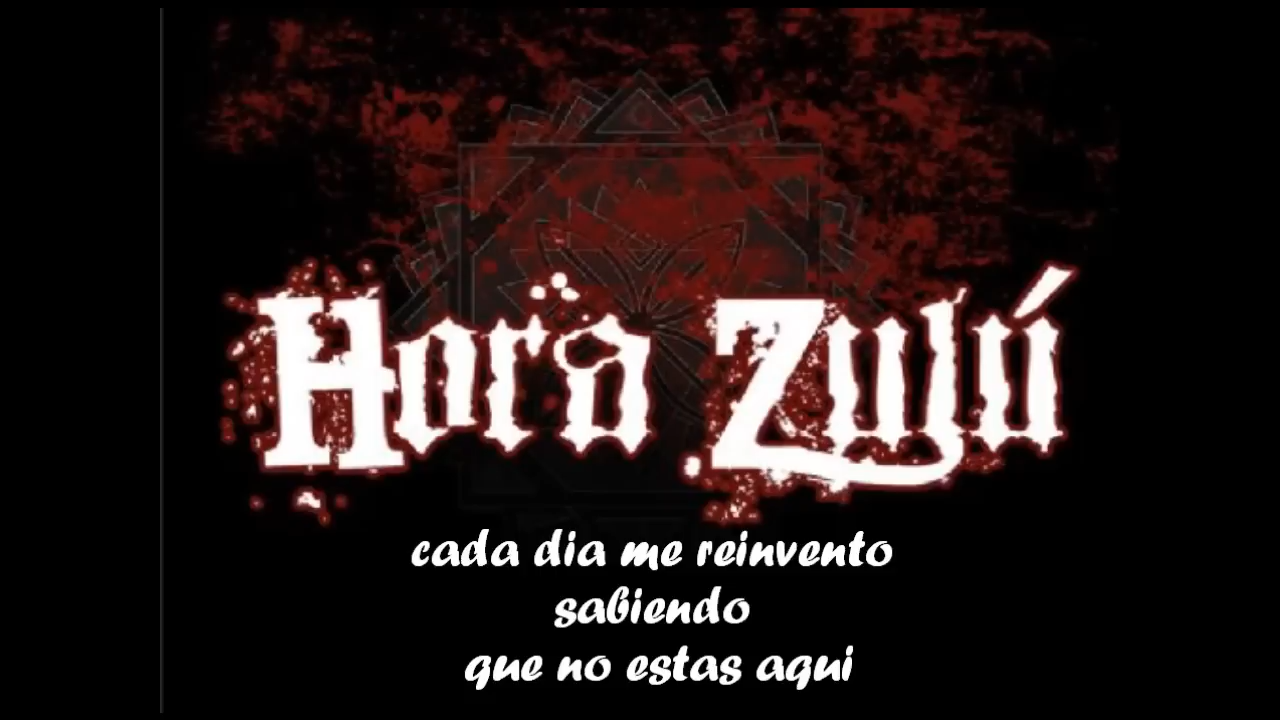 Hora Zulú
cada dia me reinvento
sabiendo
que no estas aqui